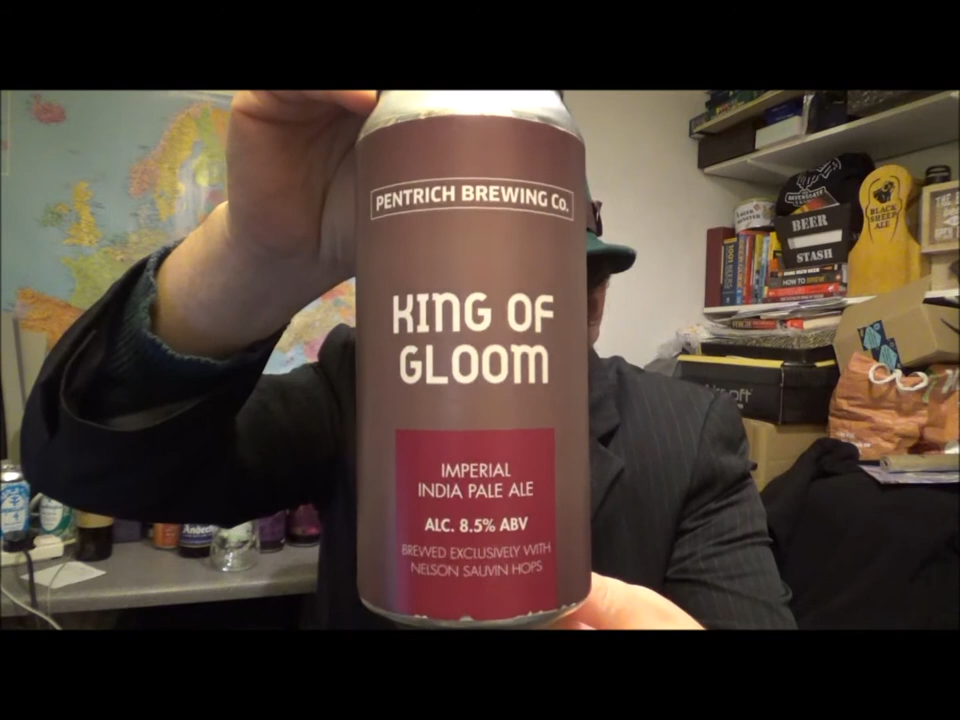 PENTRICH BREWING CO.
KING OF
GLOOM
IMPERIAL
INDIA PALE ALE
ALC. 8.5% ABV
BREWED EXCLUSIVELY WITH
NELSON SAUVIN HOPS
BEER
STASH
BLACK
SHEEP
ALE
HOW TO BREW